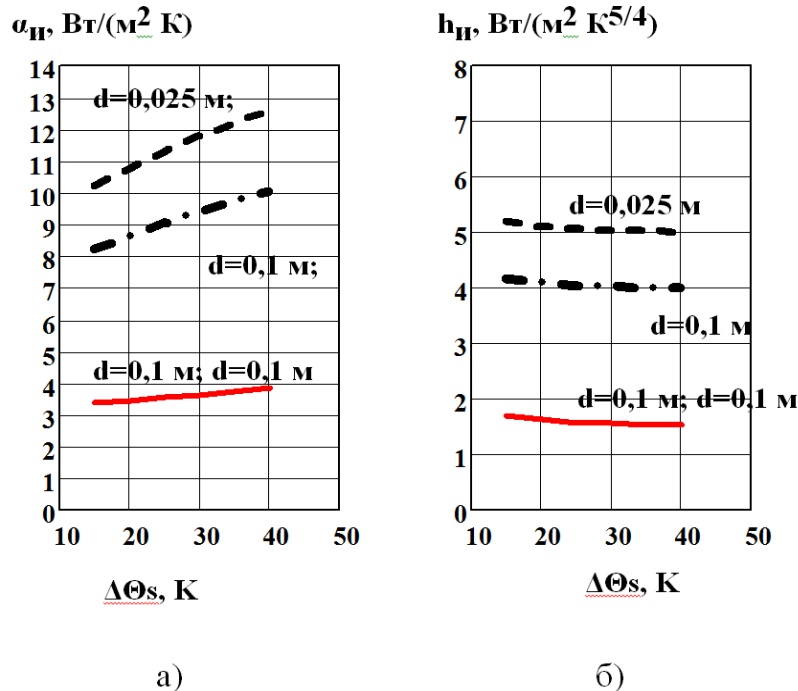 αи, Вт/(м² К)
14
13
12
11
10
9
8
7
6
5
4
3
2
1
0
d=0,025 м;
d=0,1 м;
d=0,1 м; d=0,1 м
10 20 30 40 50
ΔΘs, К
а)
hи, Вт/(м² К5/4)
8
7
6
5
4
3
2
1
0
d=0,025 м
d=0,1 м
d=0,1 м; d=0,1 м
10 20 30 40 50
ΔΘs, К
б)